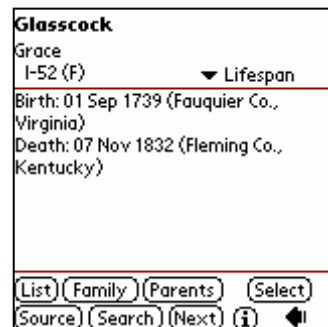 Glasscock
Grace
I-52 (F) Lifespan
Birth: 01 Sep 1739 (Fauquier Co.,
Virginia)
Death: 07 Nov 1832 (Fleming Co.,
Kentucky)
List Family Parents Select
Source Search Next i